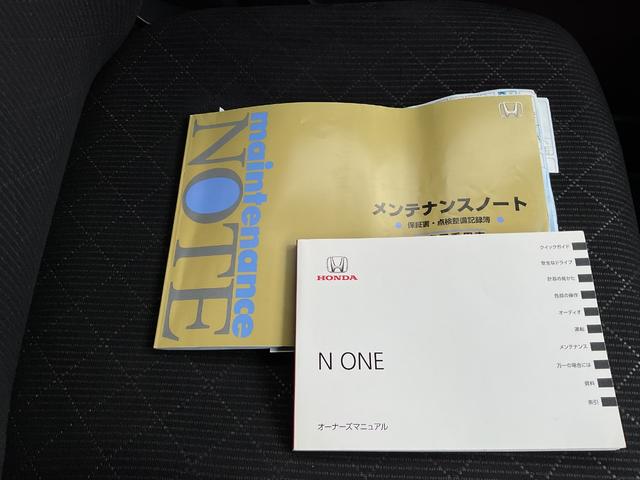 maintenance
NOTE
メンテナンスノート
保証書・点検整備記録簿
HONDA
N ONE
オーナーズマニュアル
クイックガイド
安全なドライブ
計器の見かた
各部の操作
オーディオ
運転
メンテナンス
万一の場合には
資料
索引